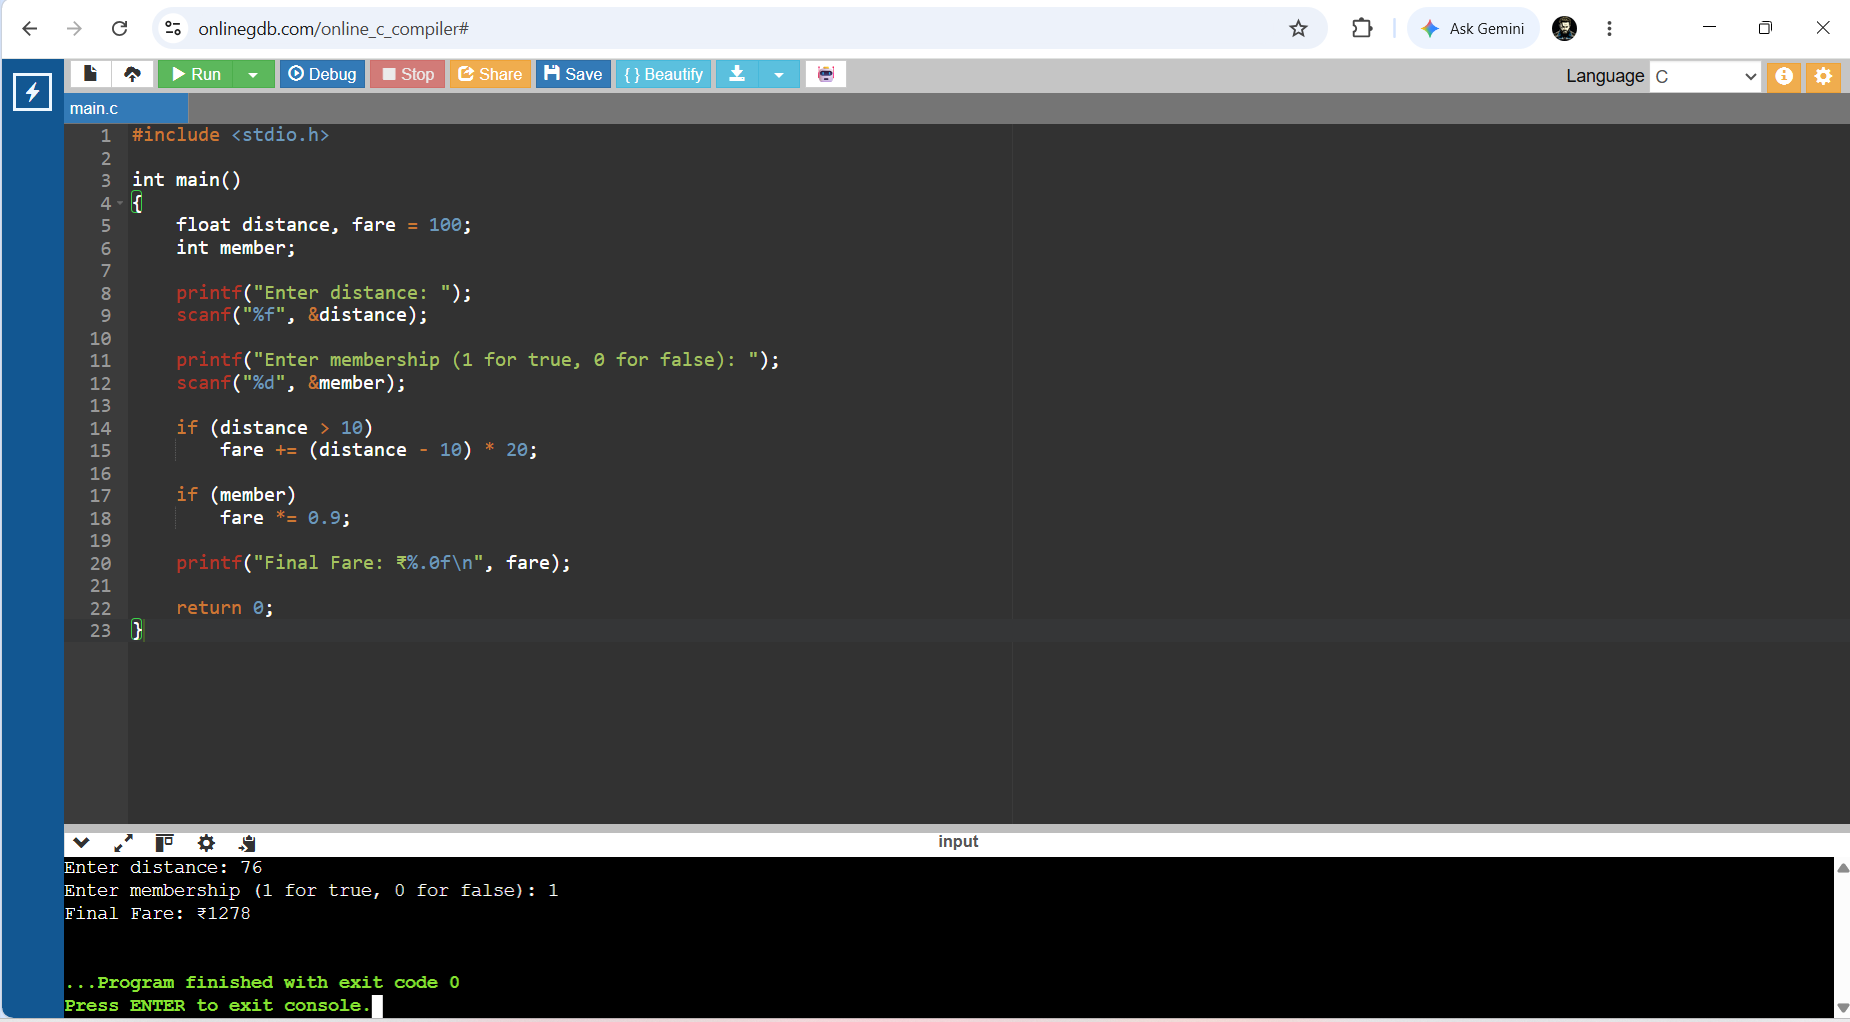 onlinegdb.com/online_c_compiler#
Ask Gemini
Run
Debug
Stop
Share
Save
{ } Beautify
Language C
main.c
1 #include <stdio.h>
2
3 int main()
4 {
5     float distance, fare = 100;
6     int member;
7
8     printf("Enter distance: ");
9     scanf("%f", &distance);
10
11     printf("Enter membership (1 for true, 0 for false): ");
12     scanf("%d", &member);
13
14     if (distance > 10)
15         fare += (distance - 10) * 20;
16
17     if (member)
18         fare *= 0.9;
19
20     printf("Final Fare: ₹%.0f\n", fare);
21
22     return 0;
23 }
input
Enter distance: 76
Enter membership (1 for true, 0 for false): 1
Final Fare: ₹1278
...Program finished with exit code 0
Press ENTER to exit console.